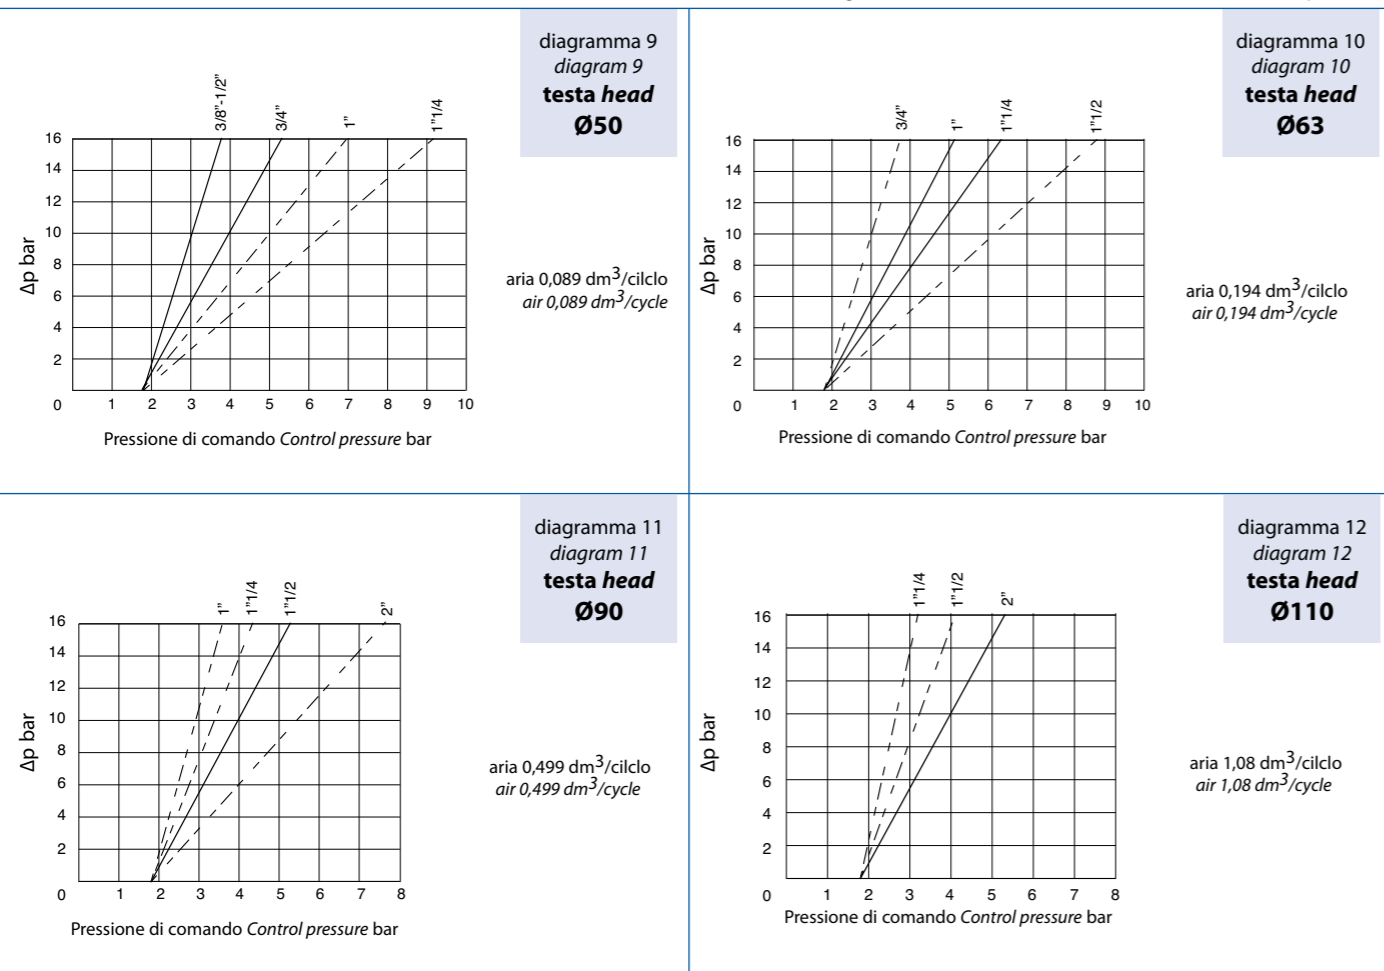 diagramma 9
diagram 9
testa head
Ø50
3/8"-1/2"
3/4"
1"
1"1/4
16
14
12
10
8
6
4
2
0
1 2 3 4 5 6 7 8 9 10
Δp bar
Pressione di comando Control pressure bar
aria 0,089 dm³/cilclo
air 0,089 dm³/cycle
diagramma 10
diagram 10
testa head
Ø63
3/4"
1"
1"1/4
1"1/2
16
14
12
10
8
6
4
2
0
1 2 3 4 5 6 7 8 9 10
Δp bar
Pressione di comando Control pressure bar
aria 0,194 dm³/cilclo
air 0,194 dm³/cycle
diagramma 11
diagram 11
testa head
Ø90
1"
1"1/4
1"1/2
2"
16
14
12
10
8
6
4
2
0
1 2 3 4 5 6 7 8
Δp bar
Pressione di comando Control pressure bar
aria 0,499 dm³/cilclo
air 0,499 dm³/cycle
diagramma 12
diagram 12
testa head
Ø110
1"1/4
1"1/2
2"
16
14
12
10
8
6
4
2
0
1 2 3 4 5 6 7 8
Δp bar
Pressione di comando Control pressure bar
aria 1,08 dm³/cilclo
air 1,08 dm³/cycle